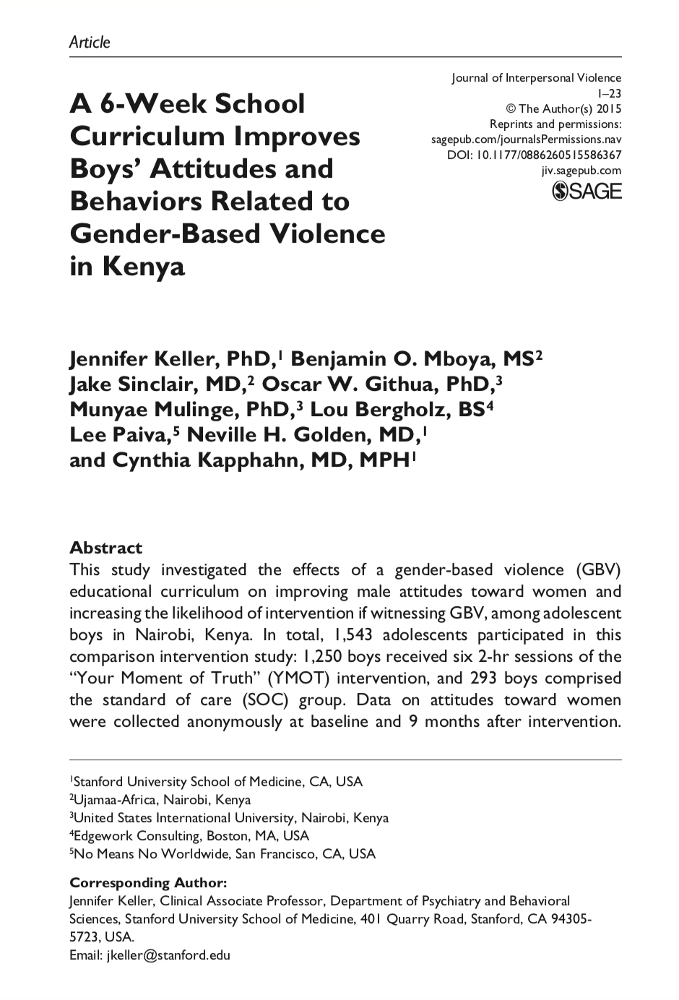 Article
Journal of Interpersonal Violence
1–23
© The Author(s) 2015
Reprints and permissions:
sagepub.com/journalsPermissions.nav
DOI: 10.1177/0886260515586367
jiv.sagepub.com
SAGE
A 6-Week School
Curriculum Improves
Boys’ Attitudes and
Behaviors Related to
Gender-Based Violence
in Kenya
Jennifer Keller, PhD,¹ Benjamin O. Mboya, MS²
Jake Sinclair, MD,² Oscar W. Githua, PhD,³
Munyae Mulinge, PhD,³ Lou Bergholz, BS⁴
Lee Paiva,⁵ Neville H. Golden, MD,¹
and Cynthia Kapphahn, MD, MPH¹
Abstract
This study investigated the effects of a gender-based violence (GBV)
educational curriculum on improving male attitudes toward women and
increasing the likelihood of intervention if witnessing GBV, among adolescent
boys in Nairobi, Kenya. In total, 1,543 adolescents participated in this
comparison intervention study: 1,250 boys received six 2-hr sessions of the
“Your Moment of Truth” (YMOT) intervention, and 293 boys comprised
the standard of care (SOC) group. Data on attitudes toward women
were collected anonymously at baseline and 9 months after intervention.
¹Stanford University School of Medicine, CA, USA
²Ujamaa-Africa, Nairobi, Kenya
³United States International University, Nairobi, Kenya
⁴Edgework Consulting, Boston, MA, USA
⁵No Means No Worldwide, San Francisco, CA, USA
Corresponding Author:
Jennifer Keller, Clinical Associate Professor, Department of Psychiatry and Behavioral
Sciences, Stanford University School of Medicine, 401 Quarry Road, Stanford, CA 94305-
5723, USA.
Email: jkeller@stanford.edu